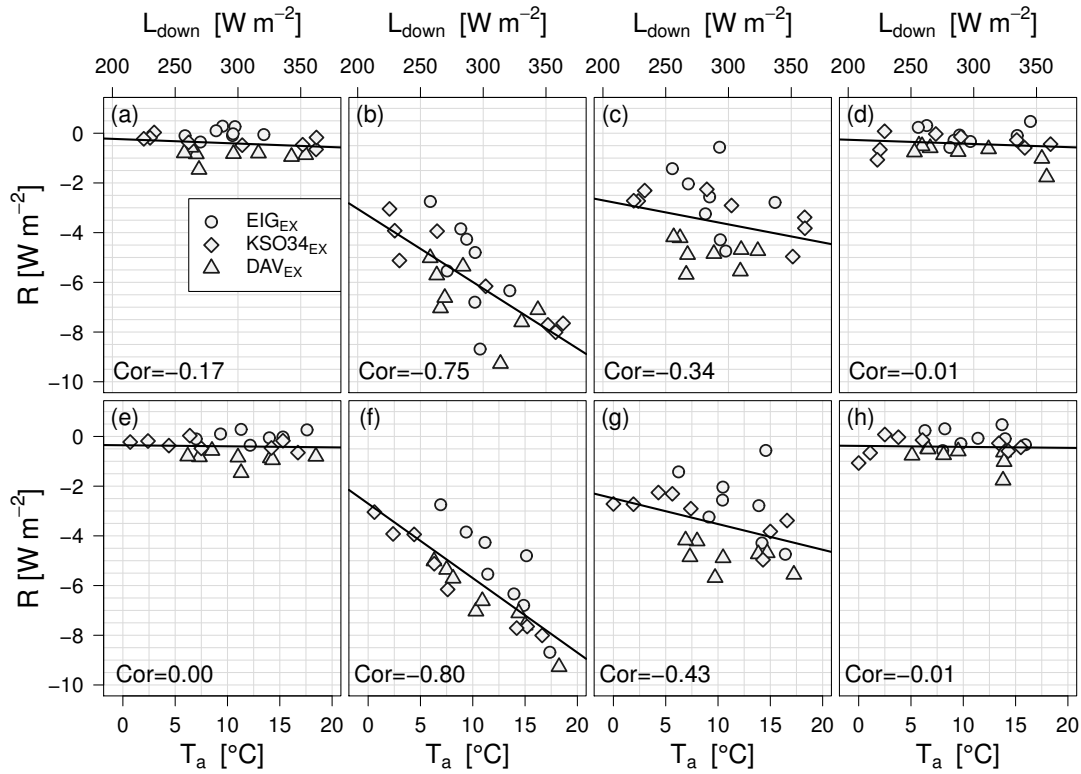 L_down [W m⁻²] L_down [W m⁻²] L_down [W m⁻²] L_down [W m⁻²]
200 250 300 350 200 250 300 350 200 250 300 350 200 250 300 350
(a) (b) (c) (d)
R [W m⁻²]
0
−2
−4
−6
−8
−10
EIG_EX
KSO34_EX
DAV_EX
Cor=−0.17 Cor=−0.75 Cor=−0.34 Cor=−0.01
(e) (f) (g) (h)
R [W m⁻²]
0
−2
−4
−6
−8
−10
Cor=0.00 Cor=−0.80 Cor=−0.43 Cor=−0.01
0 5 10 15 20 0 5 10 15 20 0 5 10 15 20 0 5 10 15 20
T_a [°C] T_a [°C] T_a [°C] T_a [°C]